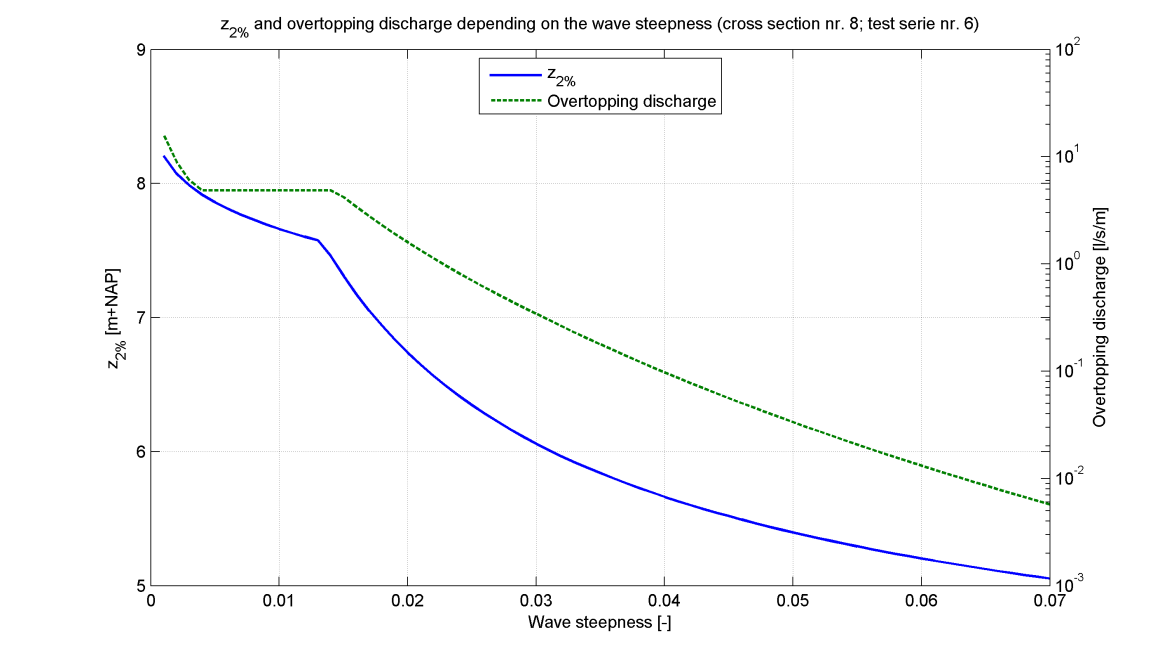 z2% and overtopping discharge depending on the wave steepness (cross section nr. 8; test serie nr. 6)
z2%
Overtopping discharge
9
8
7
6
5
z2% [m+NAP]
10^2
10^1
10^0
10^-1
10^-2
10^-3
Overtopping discharge [l/s/m]
0 0.01 0.02 0.03 0.04 0.05 0.06 0.07
Wave steepness [-]